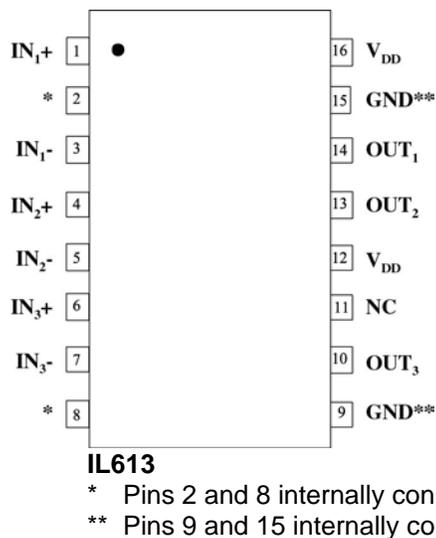 IN₁+ 1 16 V_DD
* 2 15 GND**
IN₁- 3 14 OUT₁
IN₂+ 4 13 OUT₂
IN₂- 5 12 V_DD
IN₃+ 6 11 NC
IN₃- 7 10 OUT₃
* 8 9 GND**
IL613
* Pins 2 and 8 internally con
** Pins 9 and 15 internally co